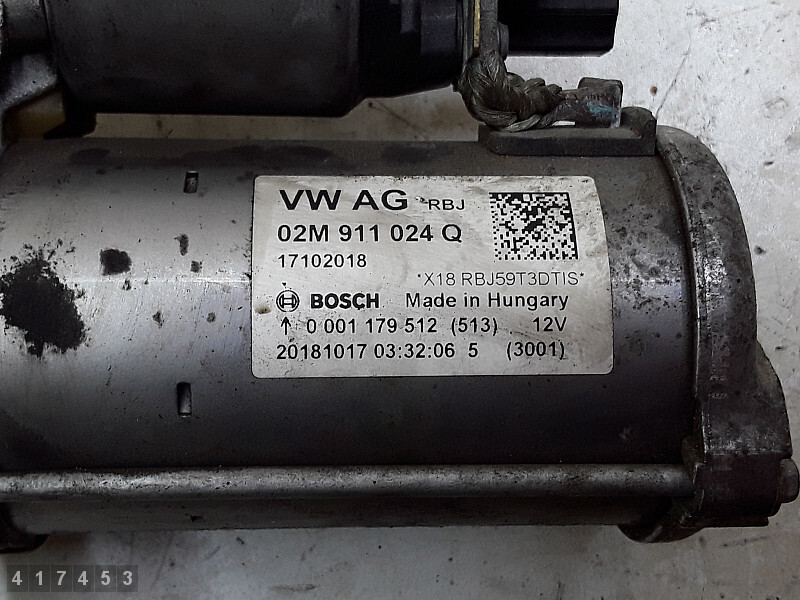 VW AG *RBJ
02M 911 024 Q
17102018
*X18 RBJ59T3DTIS*
BOSCH Made in Hungary
↑ 0 001 179 512 (513) 12V
20181017 03:32:06 5 (3001)
417453